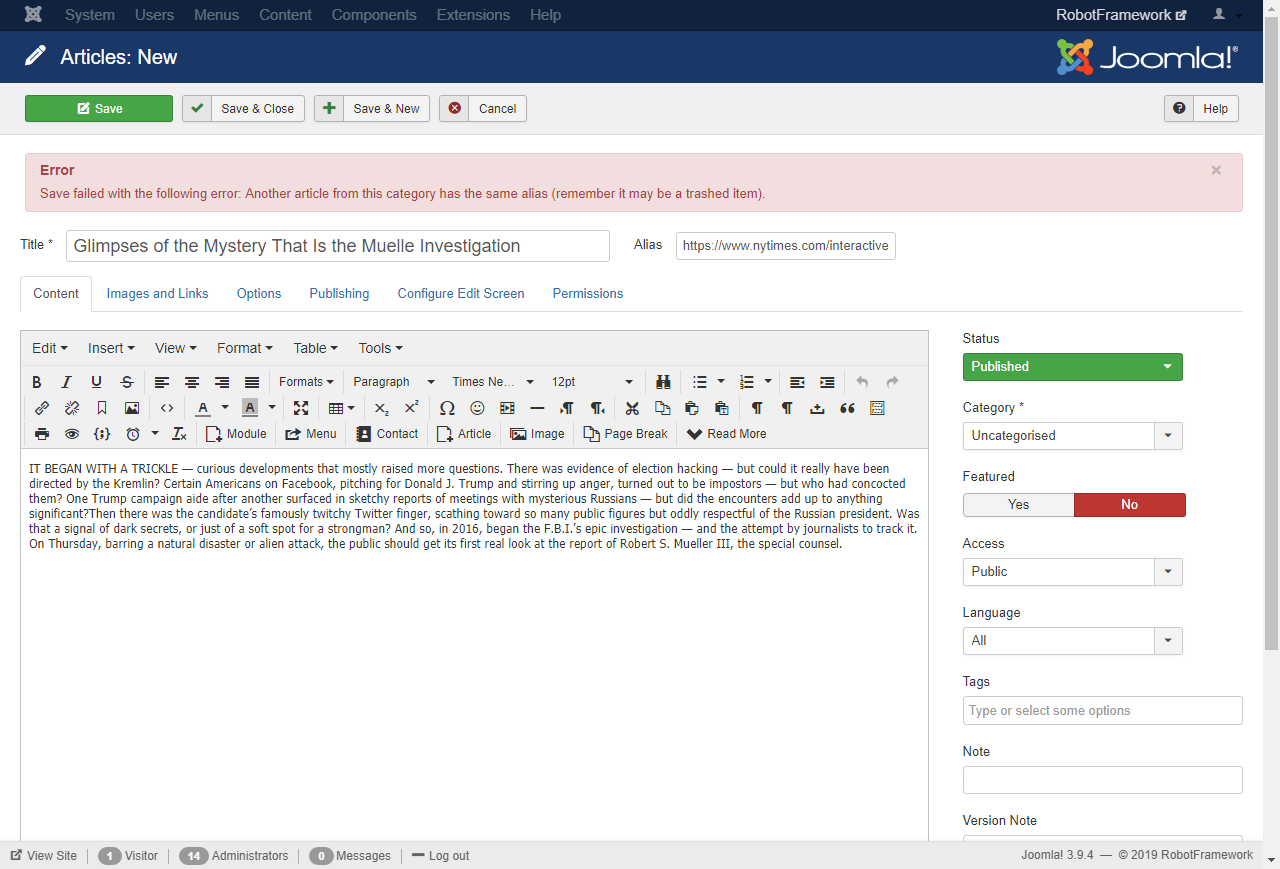 System Users Menus Content Components Extensions Help RobotFramework
Articles: New Joomla!®
Save Save & Close Save & New Cancel Help
Error ×
Save failed with the following error: Another article from this category has the same alias (remember it may be a trashed item).
Title * Glimpses of the Mystery That Is the Muelle Investigation Alias https://www.nytimes.com/interactive
Content Images and Links Options Publishing Configure Edit Screen Permissions
Edit Insert View Format Table Tools
B I U S Formats Paragraph Times Ne... 12pt
A A X₂ X² Ω
Module Menu Contact Article Image Page Break Read More
IT BEGAN WITH A TRICKLE — curious developments that mostly raised more questions. There was evidence of election hacking — but could it really have been
directed by the Kremlin? Certain Americans on Facebook, pitching for Donald J. Trump and stirring up anger, turned out to be impostors — but who had concocted
them? One Trump campaign aide after another surfaced in sketchy reports of meetings with mysterious Russians — but did the encounters add up to anything
significant?Then there was the candidate’s famously twitchy Twitter finger, scathing toward so many public figures but oddly respectful of the Russian president. Was
that a signal of dark secrets, or just of a soft spot for a strongman? And so, in 2016, began the F.B.I.’s epic investigation — and the attempt by journalists to track it.
On Thursday, barring a natural disaster or alien attack, the public should get its first real look at the report of Robert S. Mueller III, the special counsel.
Status
Published
Category *
Uncategorised
Featured
Yes No
Access
Public
Language
All
Tags
Type or select some options
Note
Version Note
View Site 1 Visitor 14 Administrators 0 Messages Log out Joomla! 3.9.4 — © 2019 RobotFramework